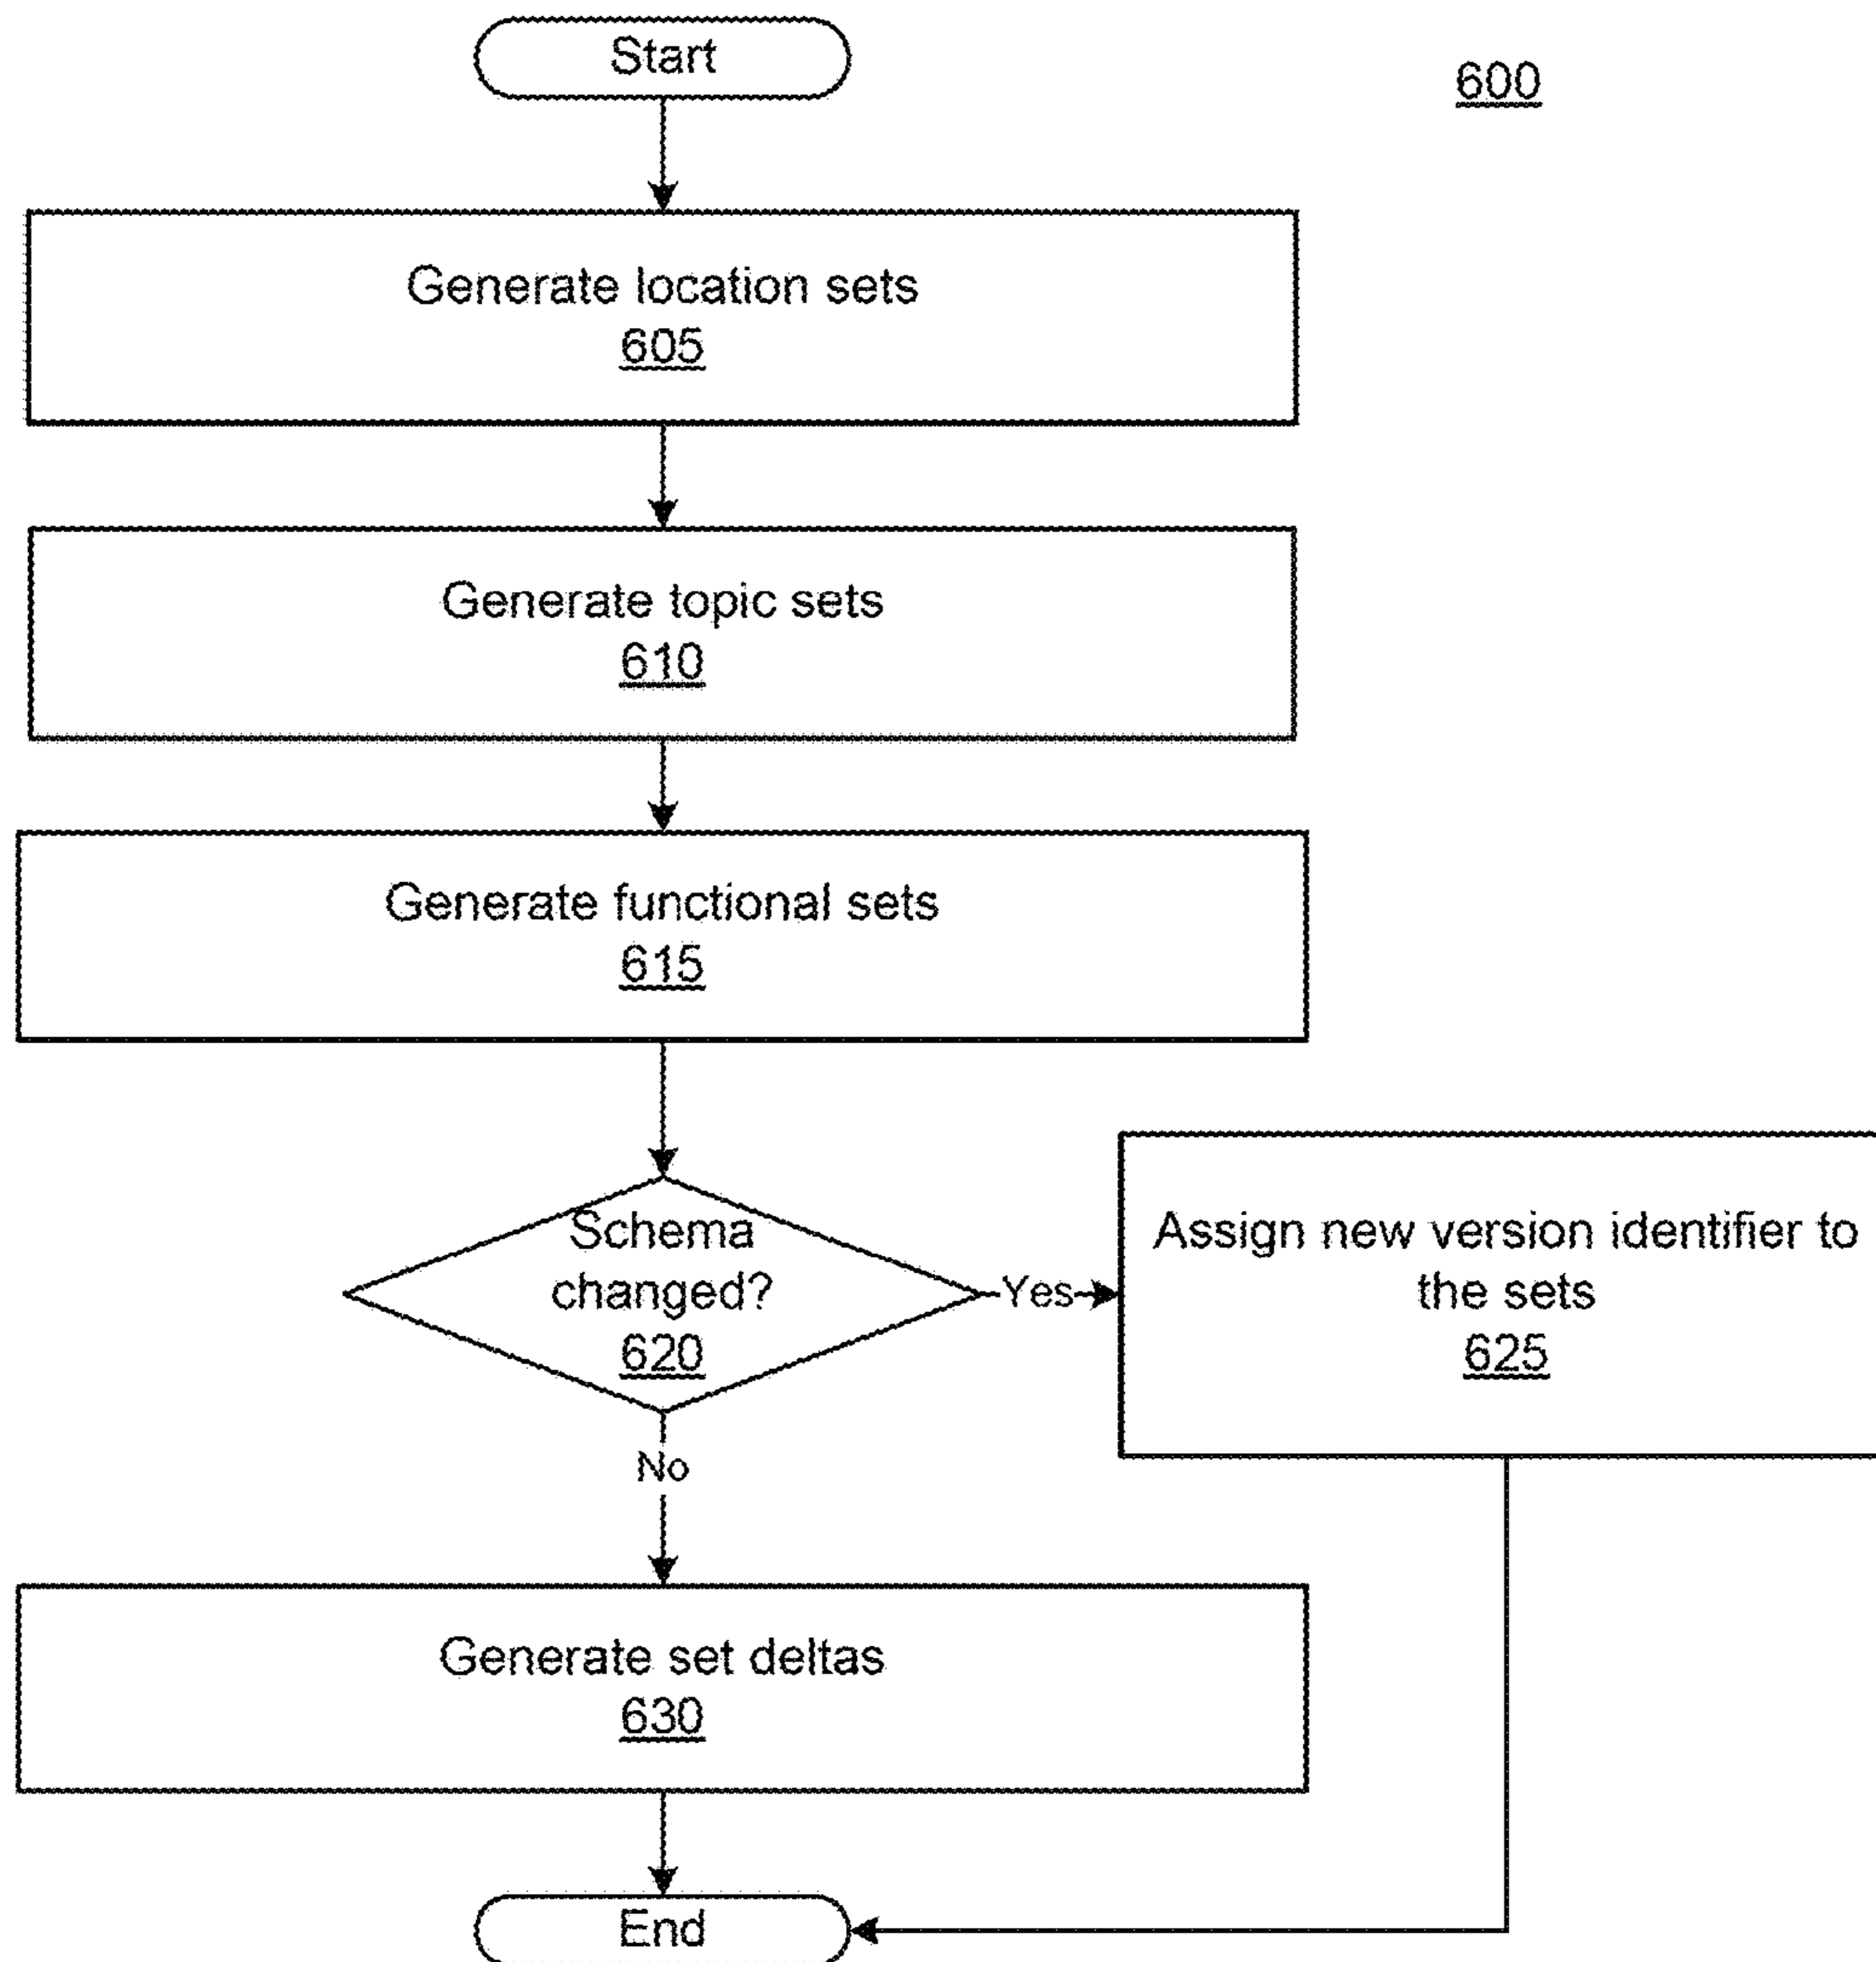 Start
600
Generate location sets
605
Generate topic sets
610
Generate functional sets
615
Schema
changed?
620
Yes
Assign new version identifier to
the sets
625
No
Generate set deltas
630
End